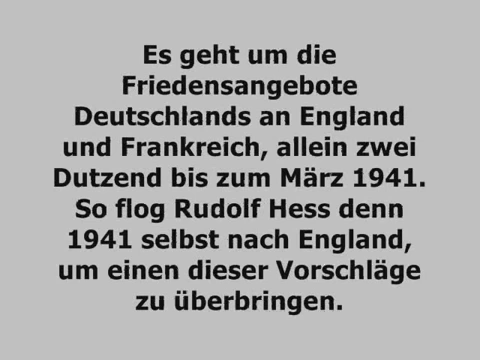 Es geht um die
Friedensangebote
Deutschlands an England
und Frankreich, allein zwei
Dutzend bis zum März 1941.
So flog Rudolf Hess denn
1941 selbst nach England,
um einen dieser Vorschläge
zu überbringen.